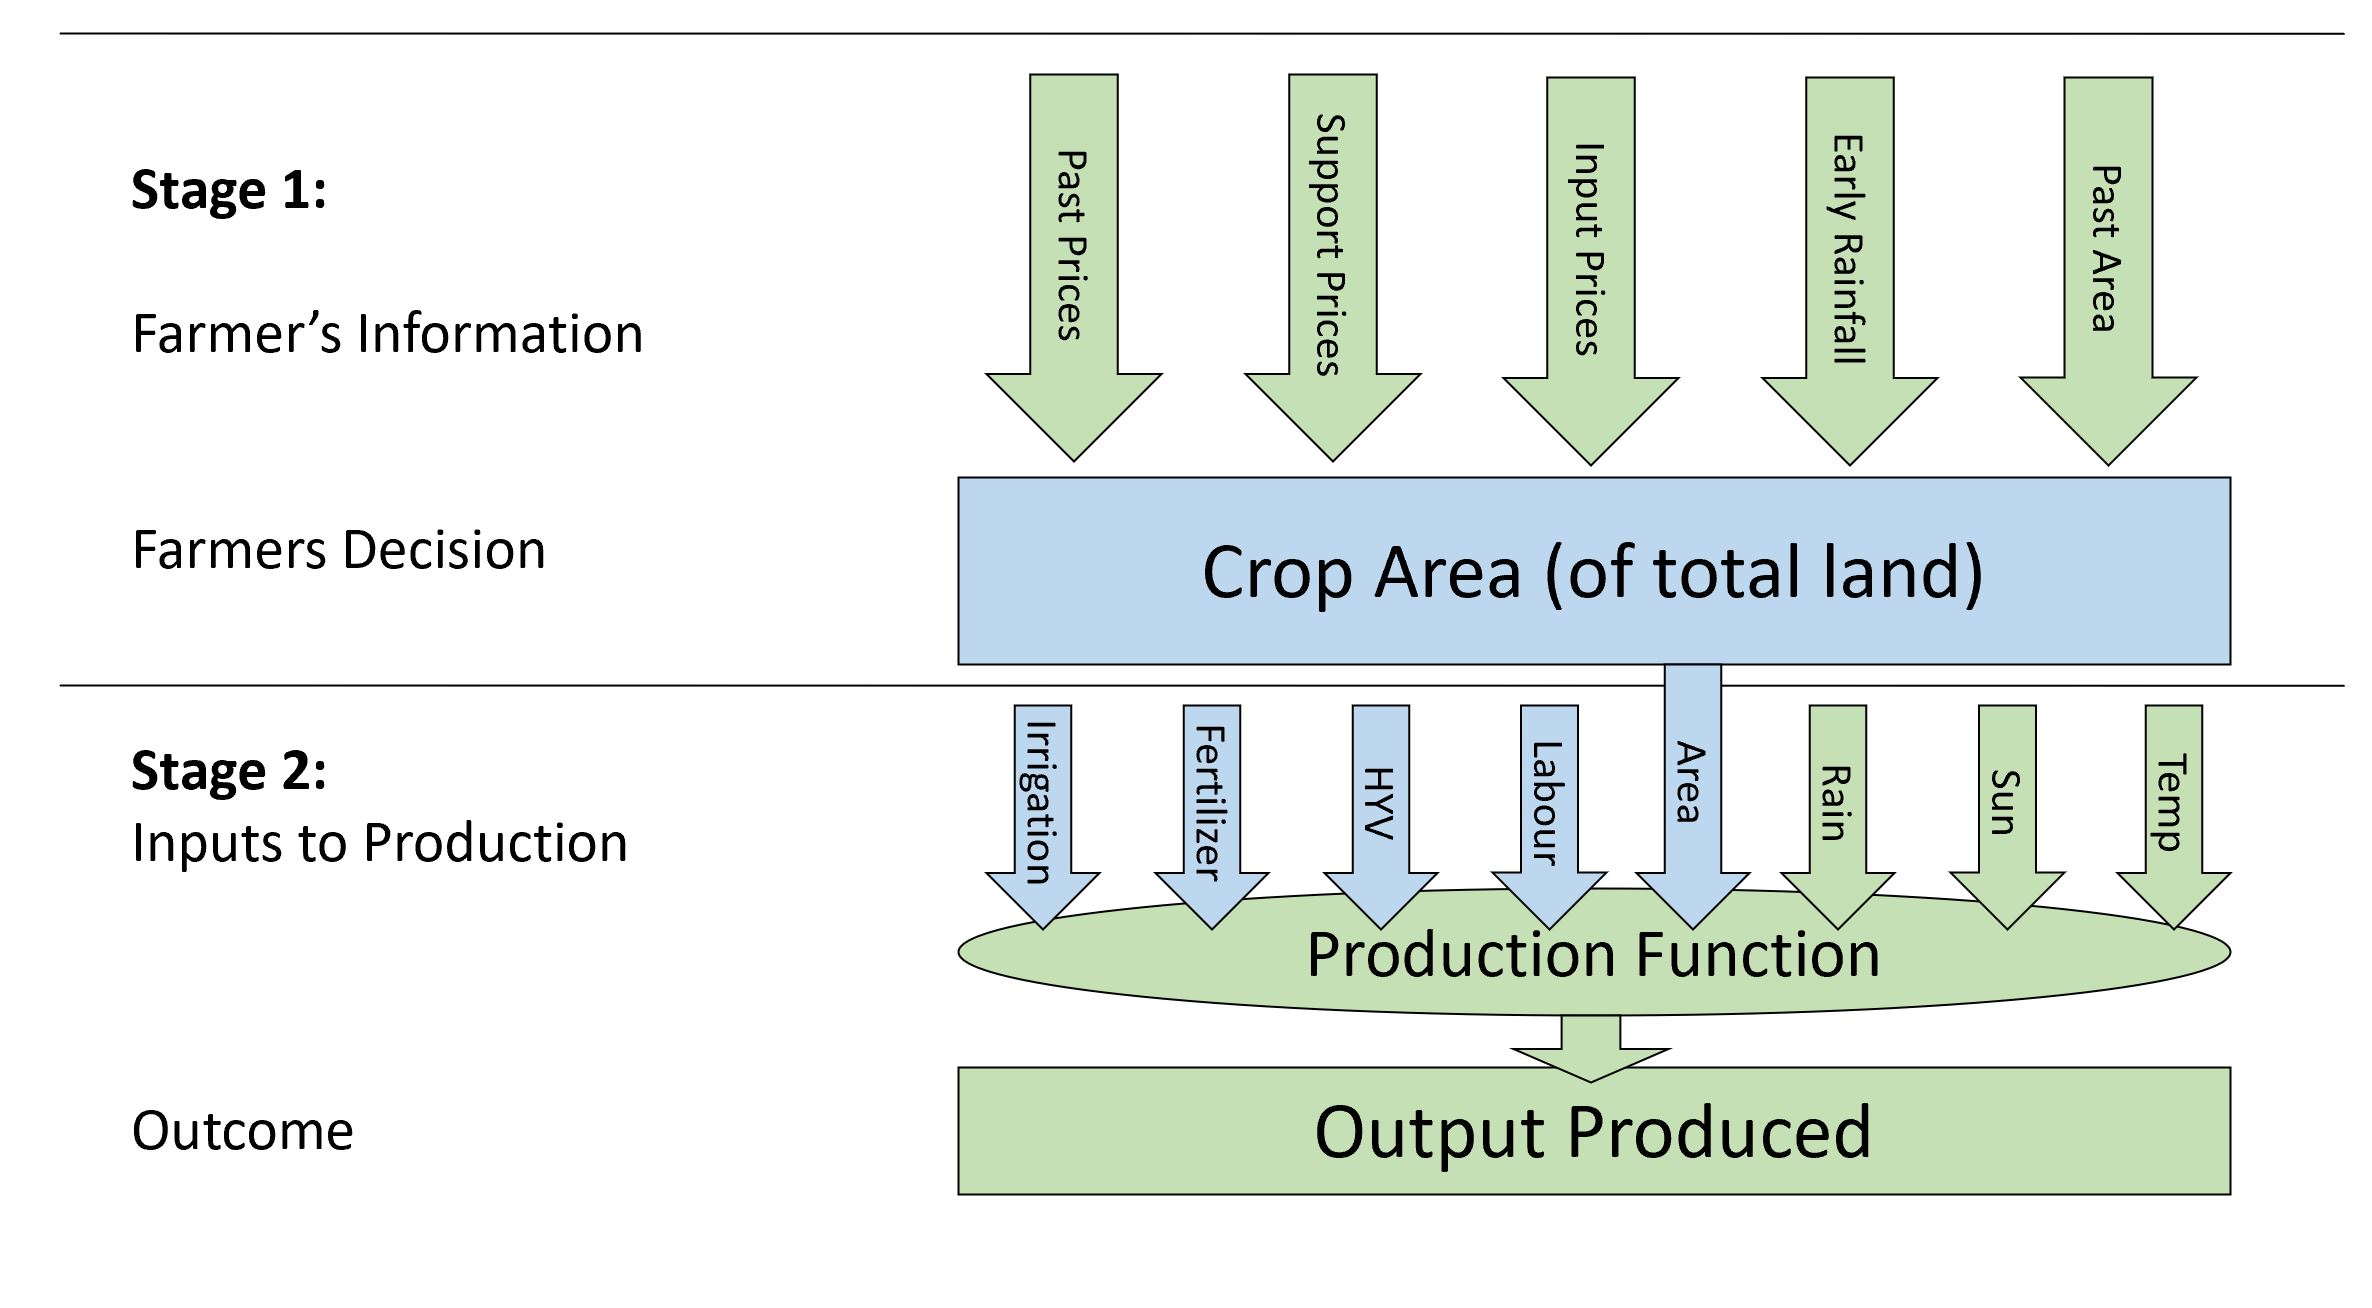 Stage 1:
Farmer’s Information
Past Prices
Support Prices
Input Prices
Early Rainfall
Past Area
Farmers Decision
Crop Area (of total land)
Stage 2:
Inputs to Production
Irrigation
Fertilizer
HYV
Labour
Area
Rain
Sun
Temp
Production Function
Outcome
Output Produced